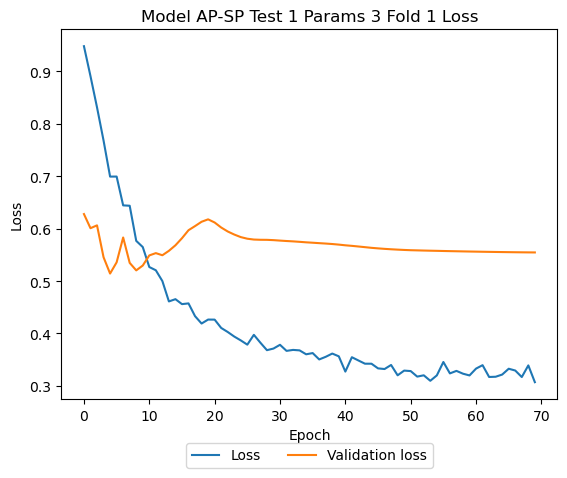 Model AP-SP Test 1 Params 3 Fold 1 Loss
Loss
0.9
0.8
0.7
0.6
0.5
0.4
0.3
0 10 20 30 40 50 60 70
Epoch
Loss Validation loss